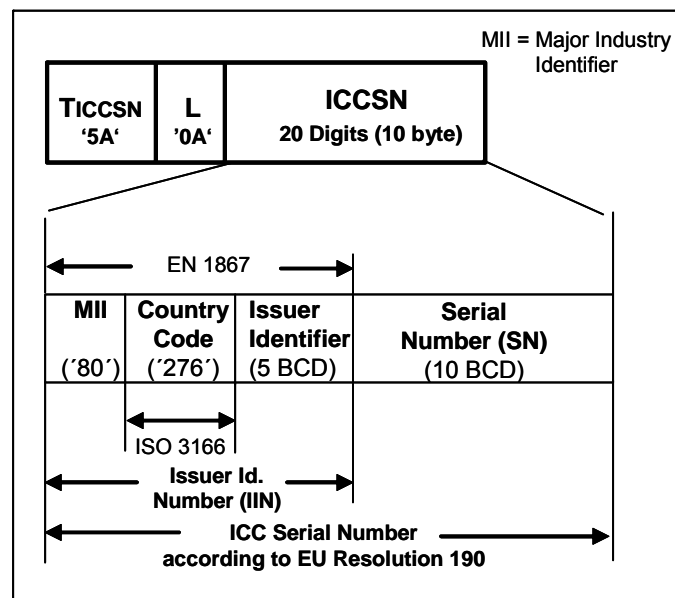 MII = Major Industry
Identifier
TICCSN
‘5A‘
L
’0A‘
ICCSN
20 Digits (10 byte)
EN 1867
MII
(´80´)
Country
Code
(´276´)
Issuer
Identifier
(5 BCD)
Serial
Number (SN)
(10 BCD)
ISO 3166
Issuer Id.
Number (IIN)
ICC Serial Number
according to EU Resolution 190